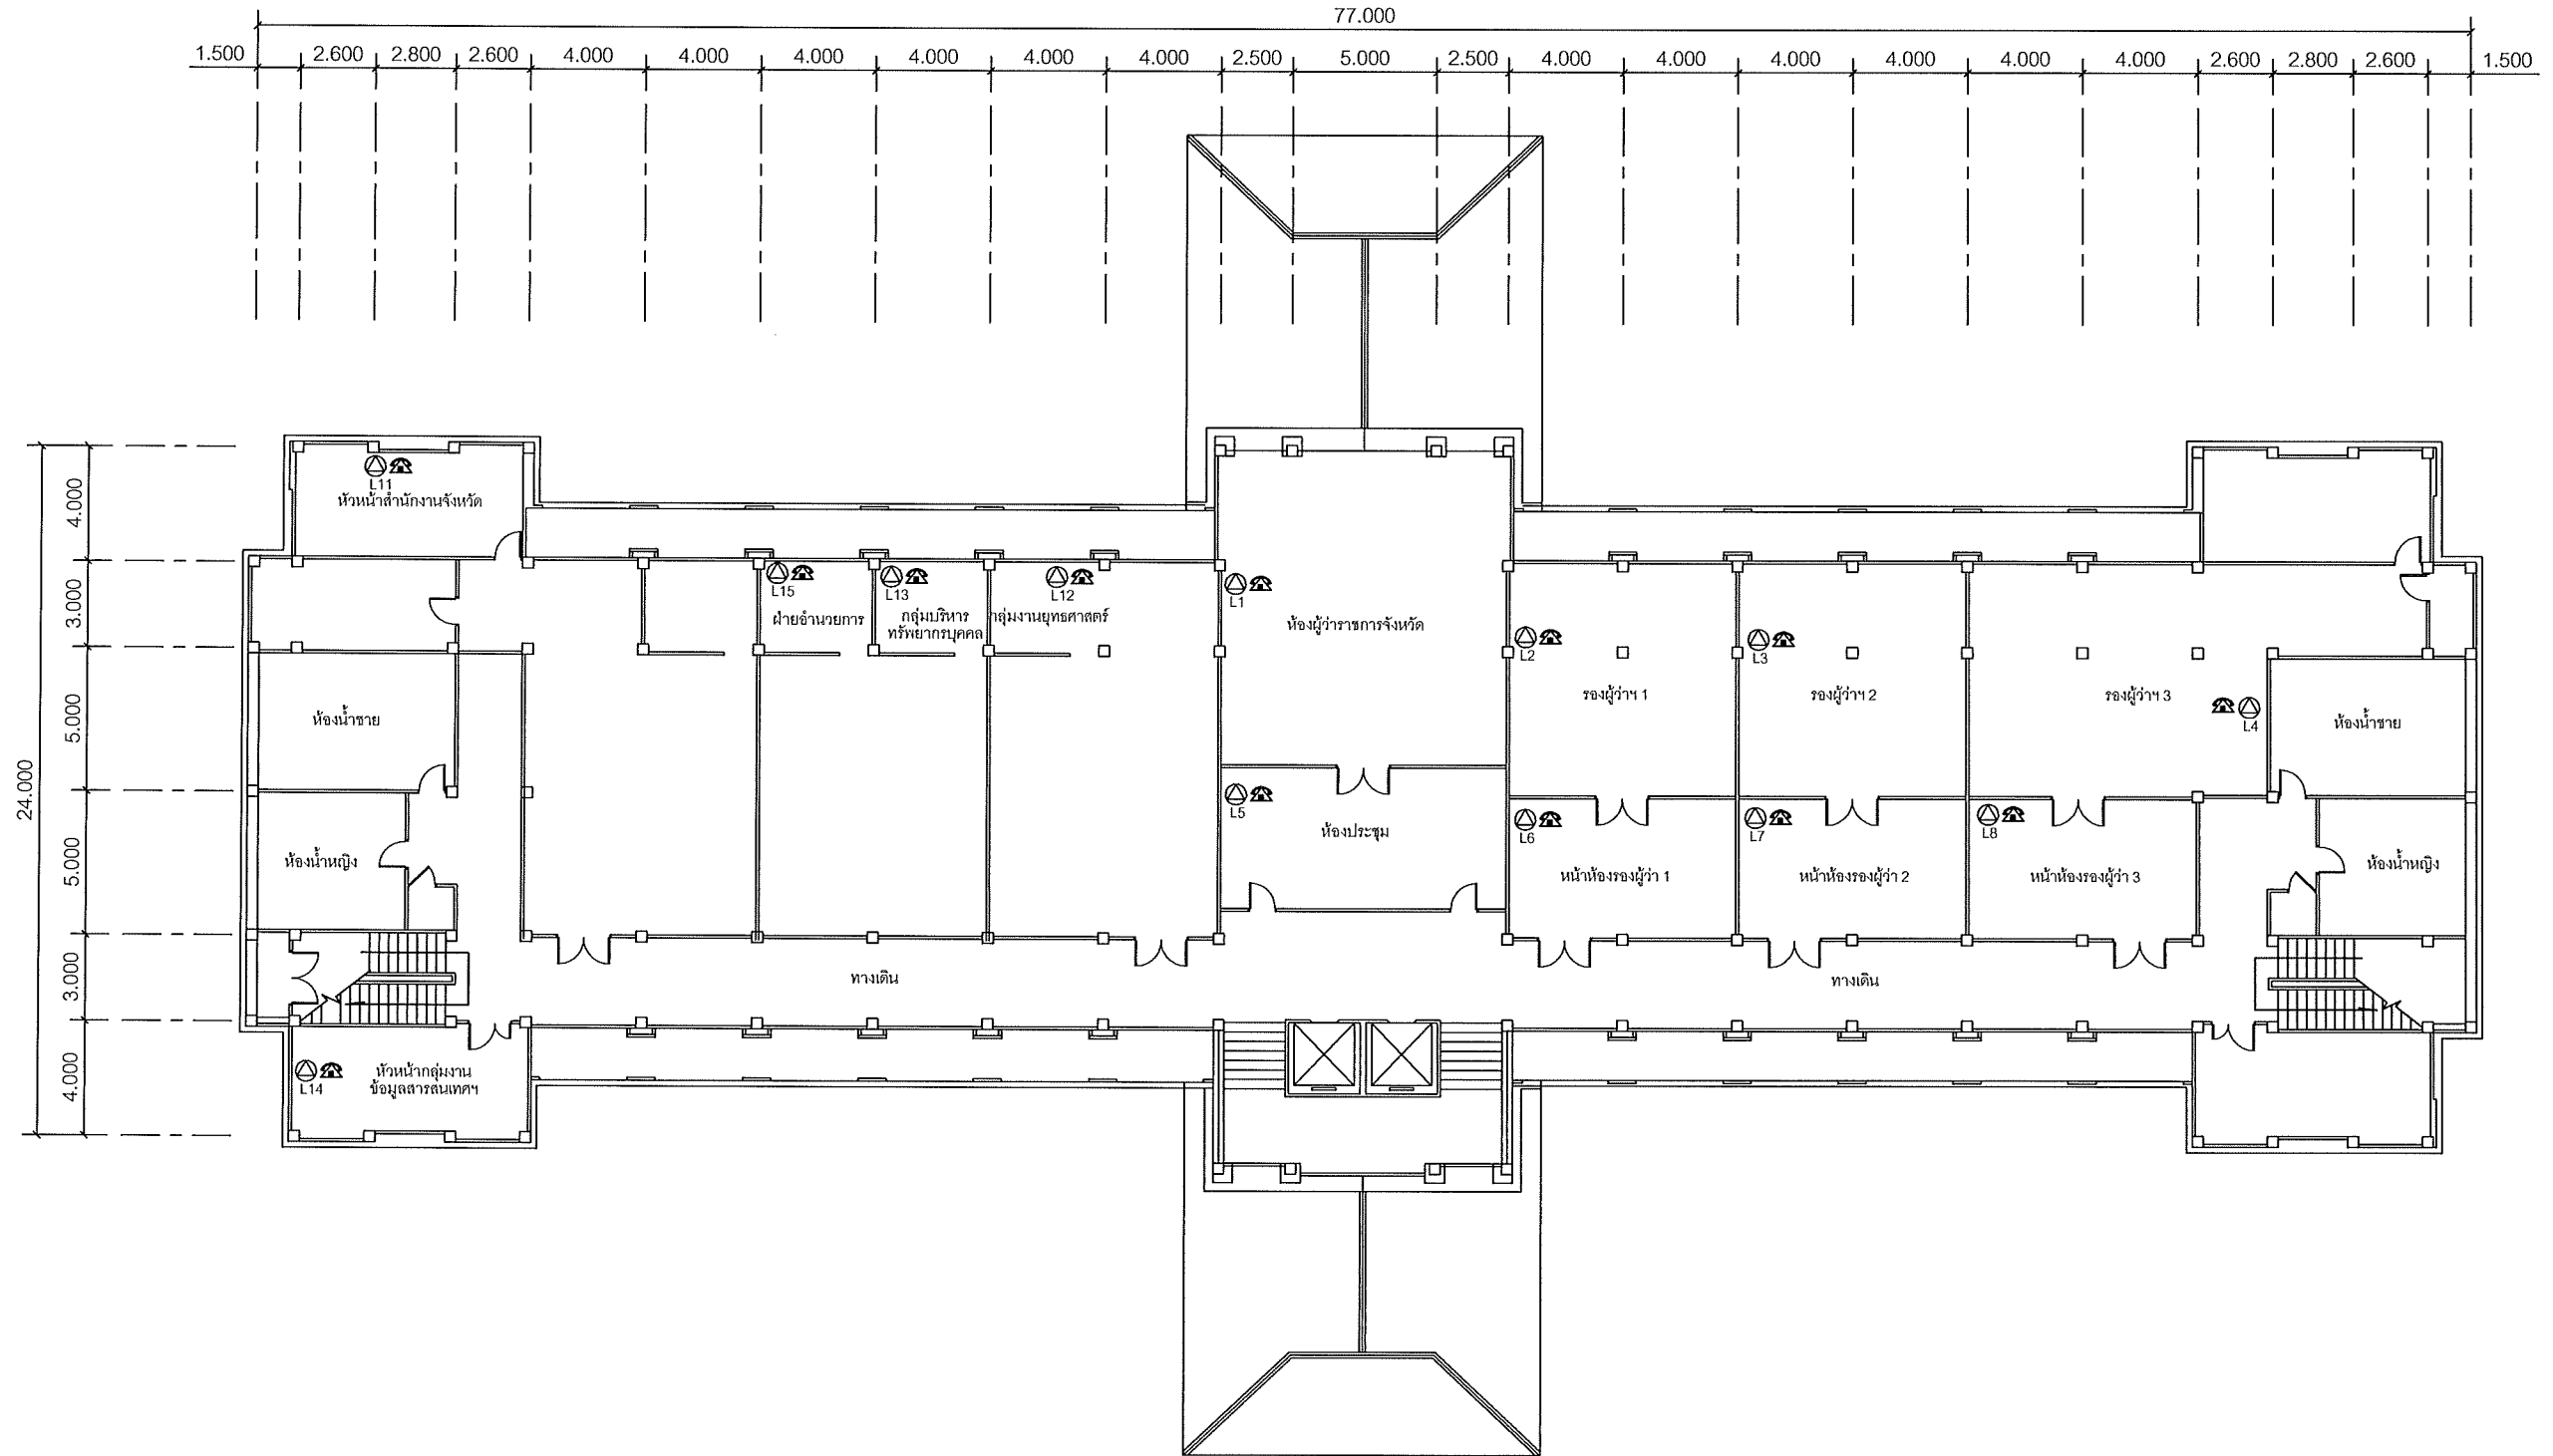 77.000
1.500 2.600 2.800 2.600 4.000 4.000 4.000 4.000 4.000 4.000 2.500 5.000 2.500 4.000 4.000 4.000 4.000 4.000 4.000 2.600 2.800 2.600 1.500
24.000
4.000
3.000
5.000
5.000
3.000
4.000
L11
หัวหน้าสำนักงานจังหวัด
L15
ฝ่ายอำนวยการ
L13
กลุ่มบริหาร
ทรัพยากรบุคคล
L12
กลุ่มงานยุทธศาสตร์
L1
ห้องผู้ว่าราชการจังหวัด
L2
รองผู้ว่าฯ 1
L3
รองผู้ว่าฯ 2
รองผู้ว่าฯ 3
L4
ห้องน้ำชาย
ห้องน้ำชาย
L5
ห้องประชุม
L6
หน้าห้องรองผู้ว่า 1
L7
หน้าห้องรองผู้ว่า 2
L8
หน้าห้องรองผู้ว่า 3
ห้องน้ำหญิง
ห้องน้ำหญิง
ทางเดิน
ทางเดิน
L14
หัวหน้ากลุ่มงาน
ข้อมูลสารสนเทศฯ